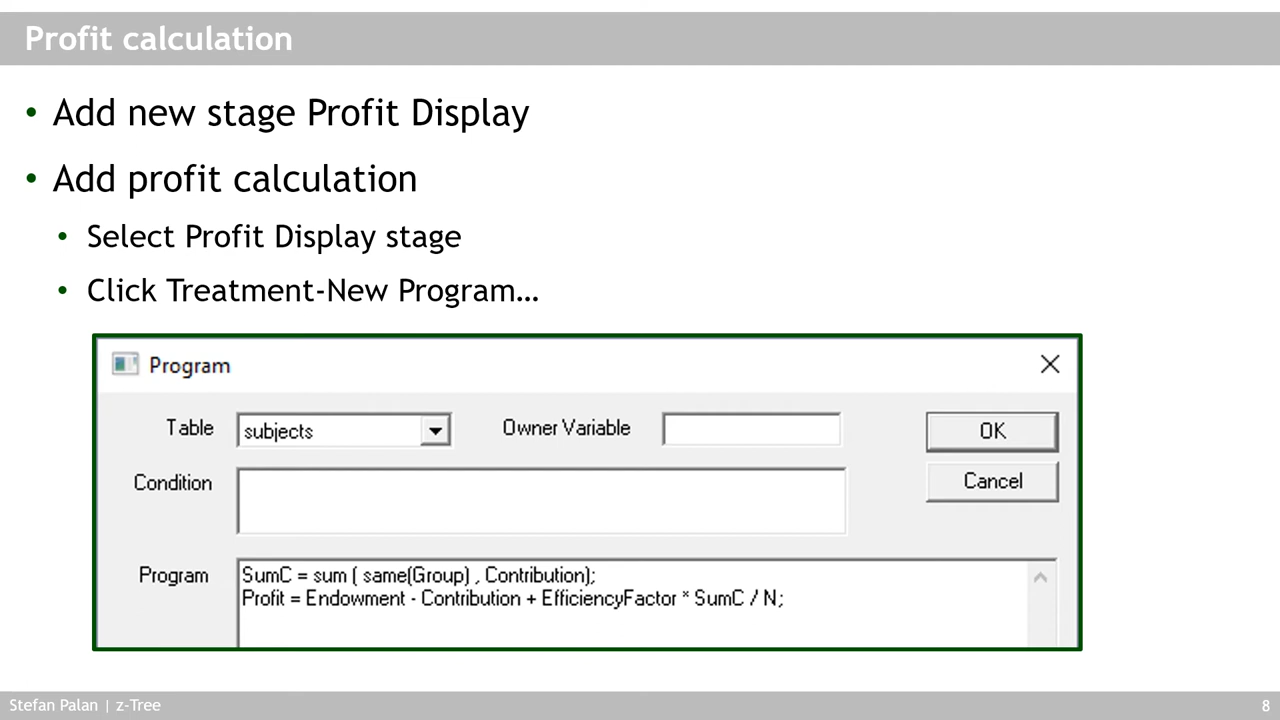 Profit calculation
• Add new stage Profit Display
• Add profit calculation
• Select Profit Display stage
• Click Treatment-New Program…
Program
Table subjects Owner Variable OK
Condition Cancel
Program SumC = sum ( same(Group) , Contribution);
Profit = Endowment - Contribution + EfficiencyFactor * SumC / N;
Stefan Palan | z-Tree 8